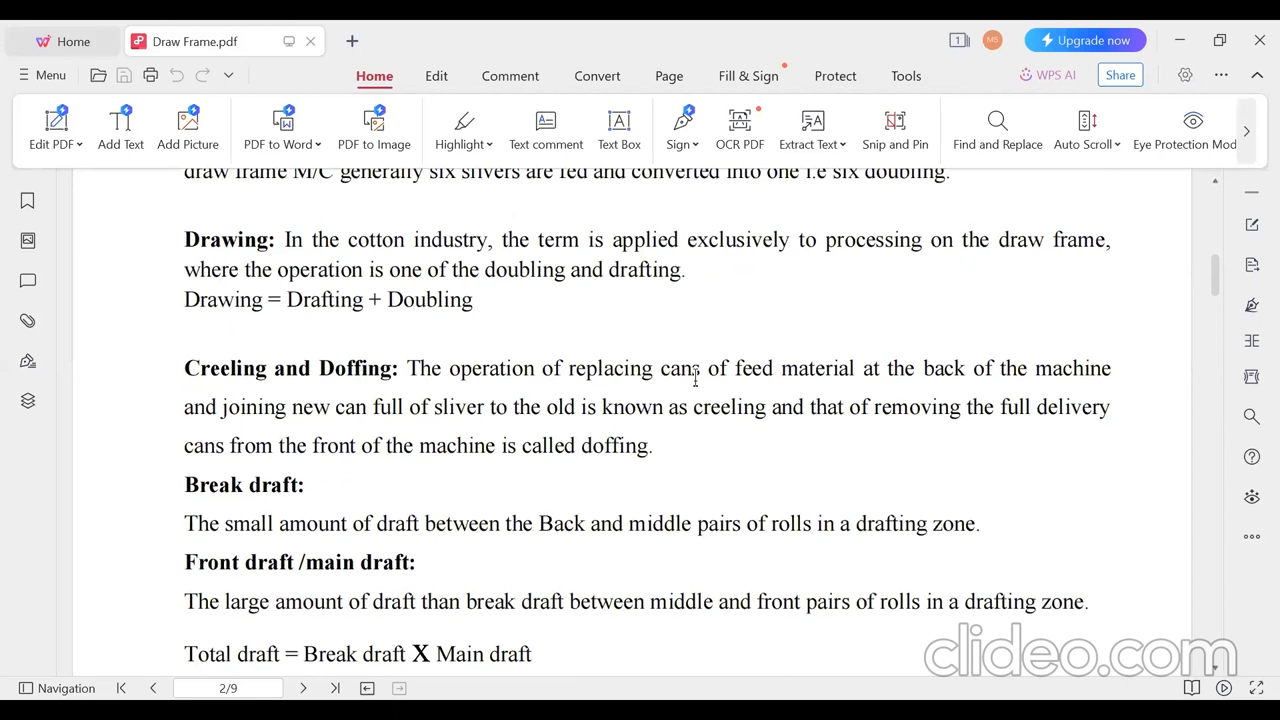 Home
Draw Frame.pdf
1
MS
Upgrade now
Menu
Home
Edit
Comment
Convert
Page
Fill & Sign
Protect
Tools
WPS AI
Share
Edit PDF
Add Text
Add Picture
PDF to Word
PDF to Image
Highlight
Text comment
Text Box
Sign
OCR PDF
Extract Text
Snip and Pin
Find and Replace
Auto Scroll
Eye Protection Mod
draw frame M/C generally six slivers are fed and converted into one i.e six doubling.
Drawing: In the cotton industry, the term is applied exclusively to processing on the draw frame,
where the operation is one of the doubling and drafting.
Drawing = Drafting + Doubling
Creeling and Doffing: The operation of replacing cans of feed material at the back of the machine
and joining new can full of sliver to the old is known as creeling and that of removing the full delivery
cans from the front of the machine is called doffing.
Break draft:
The small amount of draft between the Back and middle pairs of rolls in a drafting zone.
Front draft /main draft:
The large amount of draft than break draft between middle and front pairs of rolls in a drafting zone.
Total draft = Break draft X Main draft
clideo.com
Navigation
2/9